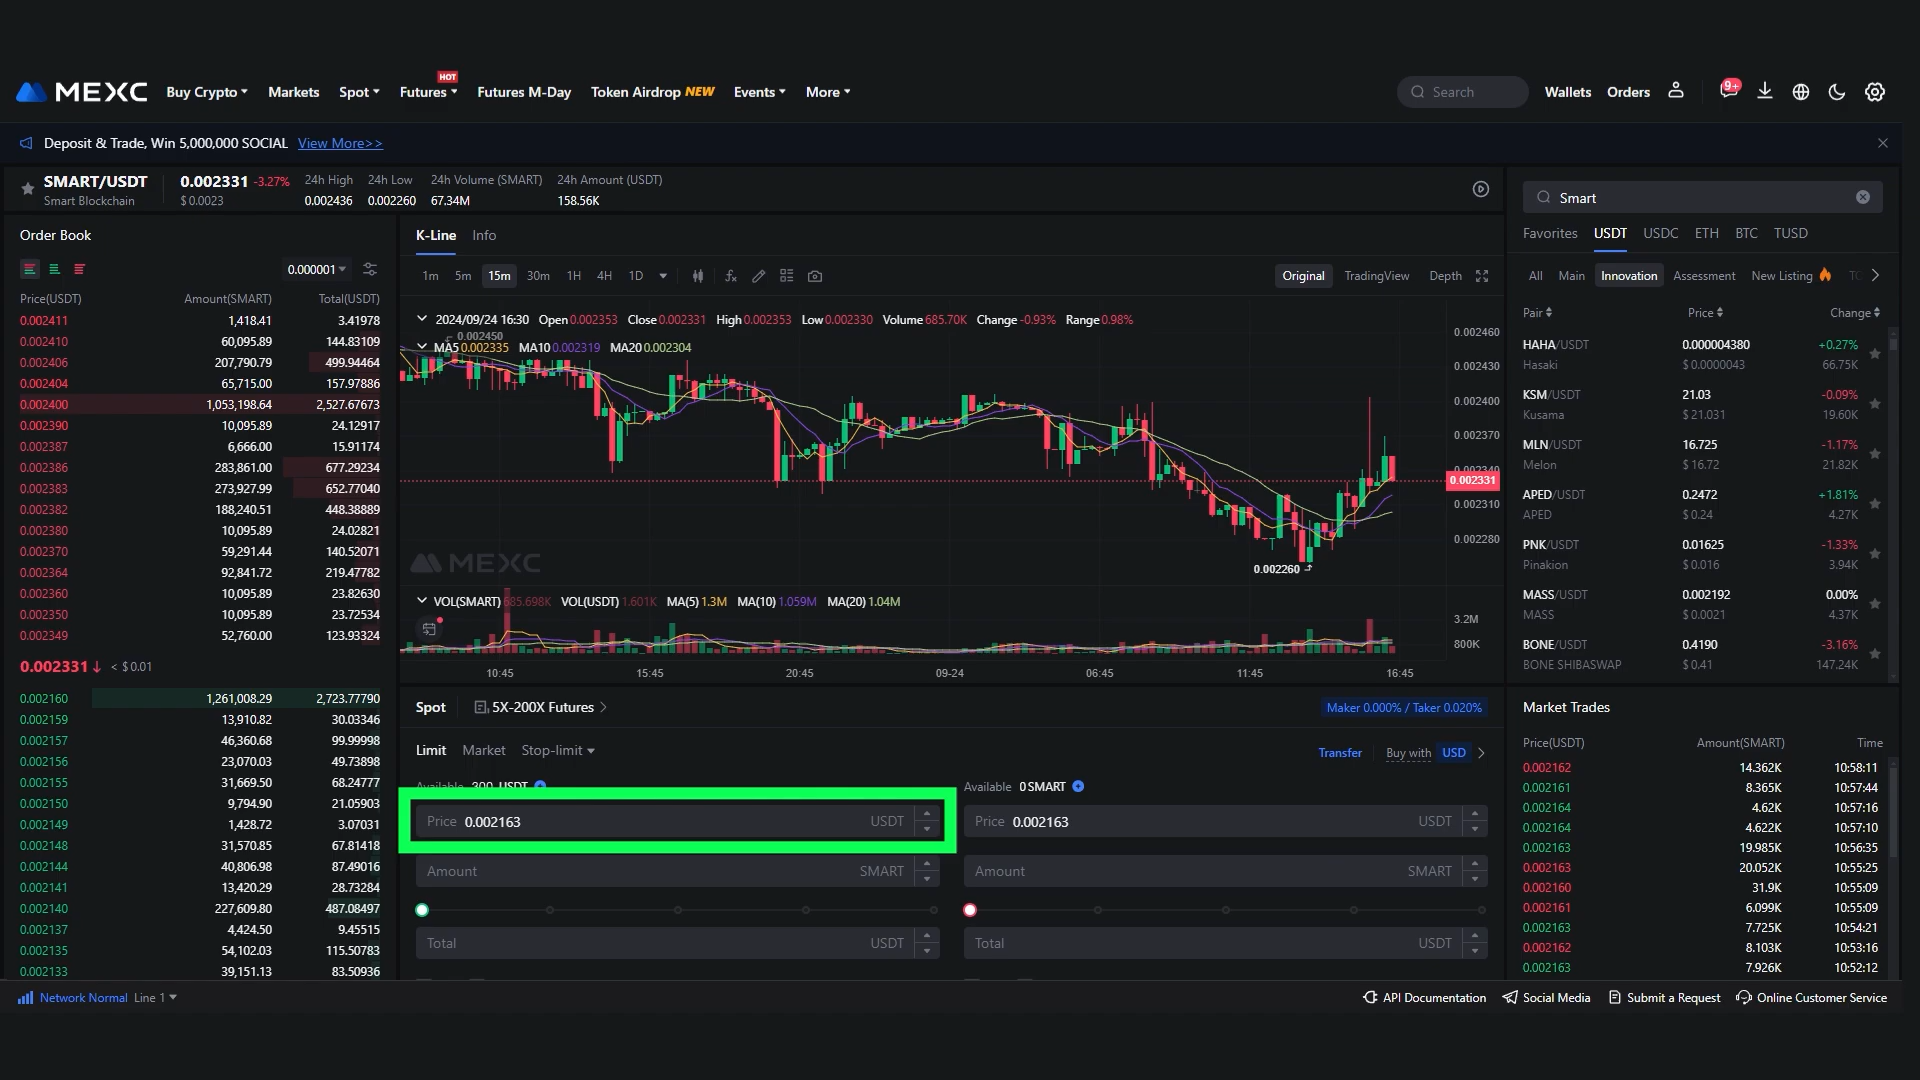 MEXC
Buy Crypto Markets Spot Futures HOT Futures M-Day Token Airdrop NEW Events More
Search
Wallets Orders 9+
Deposit & Trade, Win 5,000,000 SOCIAL View More>>
SMART/USDT
Smart Blockchain
0.002331 -3.27%
$ 0.0023
24h High
0.002436
24h Low
0.002260
24h Volume (SMART)
67.34M
24h Amount (USDT)
158.56K
Order Book
0.000001
Price(USDT) Amount(SMART) Total(USDT)
0.002411 1,418.41 3.41978
0.002410 60,095.89 144.83109
0.002406 207,790.79 499.94464
0.002404 65,715.00 157.97886
0.002400 1,053,198.64 2,527.67673
0.002390 10,095.89 24.12917
0.002387 6,666.00 15.91174
0.002386 283,861.00 677.29234
0.002383 273,927.99 652.77040
0.002382 188,240.51 448.38889
0.002380 10,095.89 24.02821
0.002370 59,291.44 140.52071
0.002364 92,841.72 219.47782
0.002360 10,095.89 23.82630
0.002350 10,095.89 23.72534
0.002349 52,760.00 123.93324
0.002331↓ < $ 0.01
0.002160 1,261,008.29 2,723.77790
0.002159 13,910.82 30.03346
0.002157 46,360.68 99.99998
0.002156 23,070.03 49.73898
0.002155 31,669.50 68.24777
0.002150 9,794.90 21.05903
0.002149 1,428.72 3.07031
0.002148 31,570.85 67.81418
0.002144 40,806.98 87.49016
0.002141 13,420.29 28.73284
0.002140 227,609.80 487.08497
0.002137 4,424.50 9.45515
0.002135 54,102.03 115.50783
0.002133 39,151.13 83.50936
K-Line Info
1m 5m 15m 30m 1H 4H 1D
Original TradingView Depth
2024/09/24 16:30 Open 0.002353 Close 0.002331 High 0.002353 Low 0.002330 Volume 685.70K Change -0.93% Range 0.98%
0.002450
MA5 0.002335 MA10 0.002319 MA20 0.002304
0.002460
0.002430
0.002400
0.002370
0.002340
0.002331
0.002310
0.002280
MEXC
0.002260
VOL(SMART) 685.698K VOL(USDT) 1.601K MA(5) 1.3M MA(10) 1.059M MA(20) 1.04M
3.2M
800K
10:45 15:45 20:45 09-24 06:45 11:45 16:45
Spot 5X-200X Futures
Maker 0.000% / Taker 0.020%
Limit Market Stop-limit
Transfer Buy with USD
Available 300 USDT
Price 0.002163 USDT
Amount SMART
Total USDT
Available 0 SMART
Price 0.002163 USDT
Amount SMART
Total USDT
Smart
Favorites USDT USDC ETH BTC TUSD
All Main Innovation Assessment New Listing
Pair Price Change
HAHA/USDT 0.000004380 +0.27%
Hasaki $ 0.0000043 66.75K
KSM/USDT 21.03 -0.09%
Kusama $ 21.031 19.60K
MLN/USDT 16.725 -1.17%
Melon $ 16.72 21.82K
APED/USDT 0.2472 +1.81%
APED $ 0.24 4.27K
PNK/USDT 0.01625 -1.33%
Pinakion $ 0.016 3.94K
MASS/USDT 0.002192 0.00%
MASS $ 0.0021 4.37K
BONE/USDT 0.4190 -3.16%
BONE SHIBASWAP $ 0.41 147.24K
Market Trades
Price(USDT) Amount(SMART) Time
0.002162 14.362K 10:58:11
0.002161 8.365K 10:57:44
0.002164 4.62K 10:57:16
0.002164 4.622K 10:57:10
0.002163 19.985K 10:56:35
0.002163 20.052K 10:55:25
0.002160 31.9K 10:55:09
0.002161 6.099K 10:55:09
0.002163 7.725K 10:54:21
0.002162 8.103K 10:53:16
0.002163 7.926K 10:52:12
Network Normal Line 1
API Documentation Social Media Submit a Request Online Customer Service